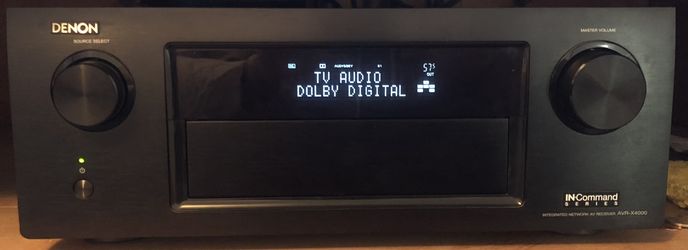 DENON
SOURCE SELECT
MASTER VOLUME
AUDYSSEY
57.5
OUT
TV AUDIO
DOLBY DIGITAL
IN-Command
SERIES
INTEGRATED NETWORK AV RECEIVER AVR-X4000